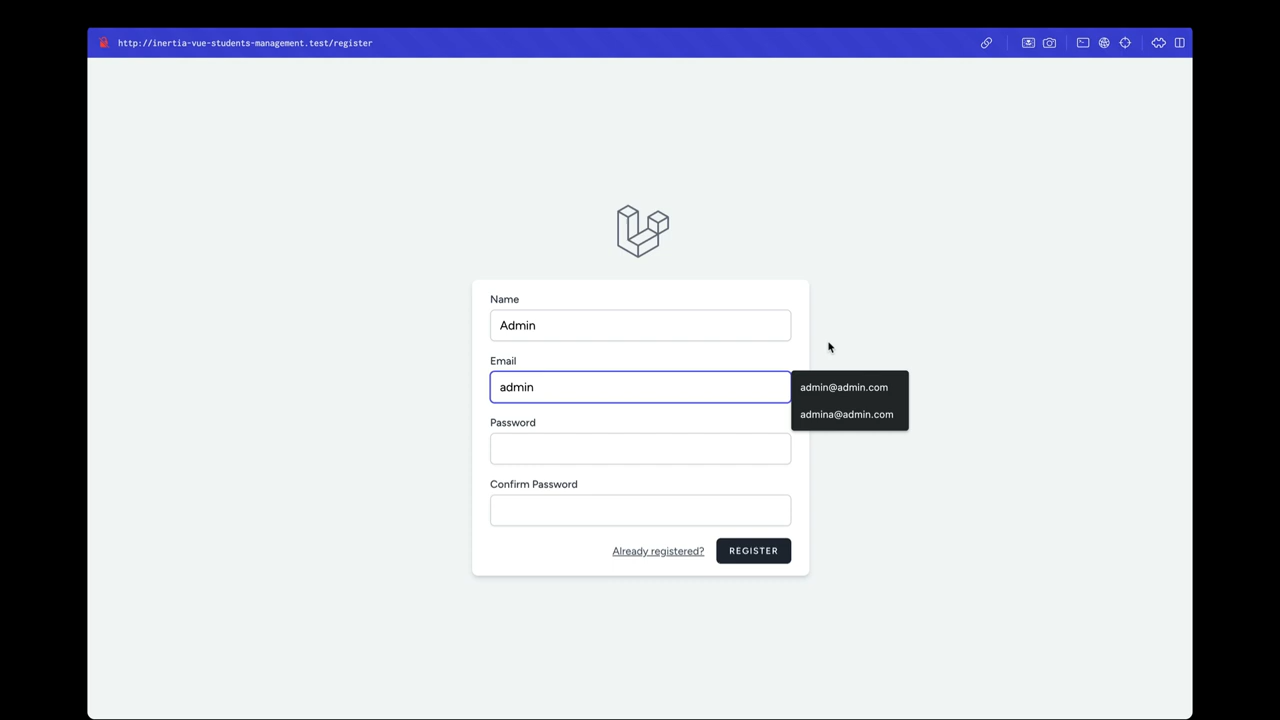 http://inertia-vue-students-management.test/register
Name
Admin
Email
admin
admin@admin.com
admina@admin.com
Password
Confirm Password
Already registered?
REGISTER